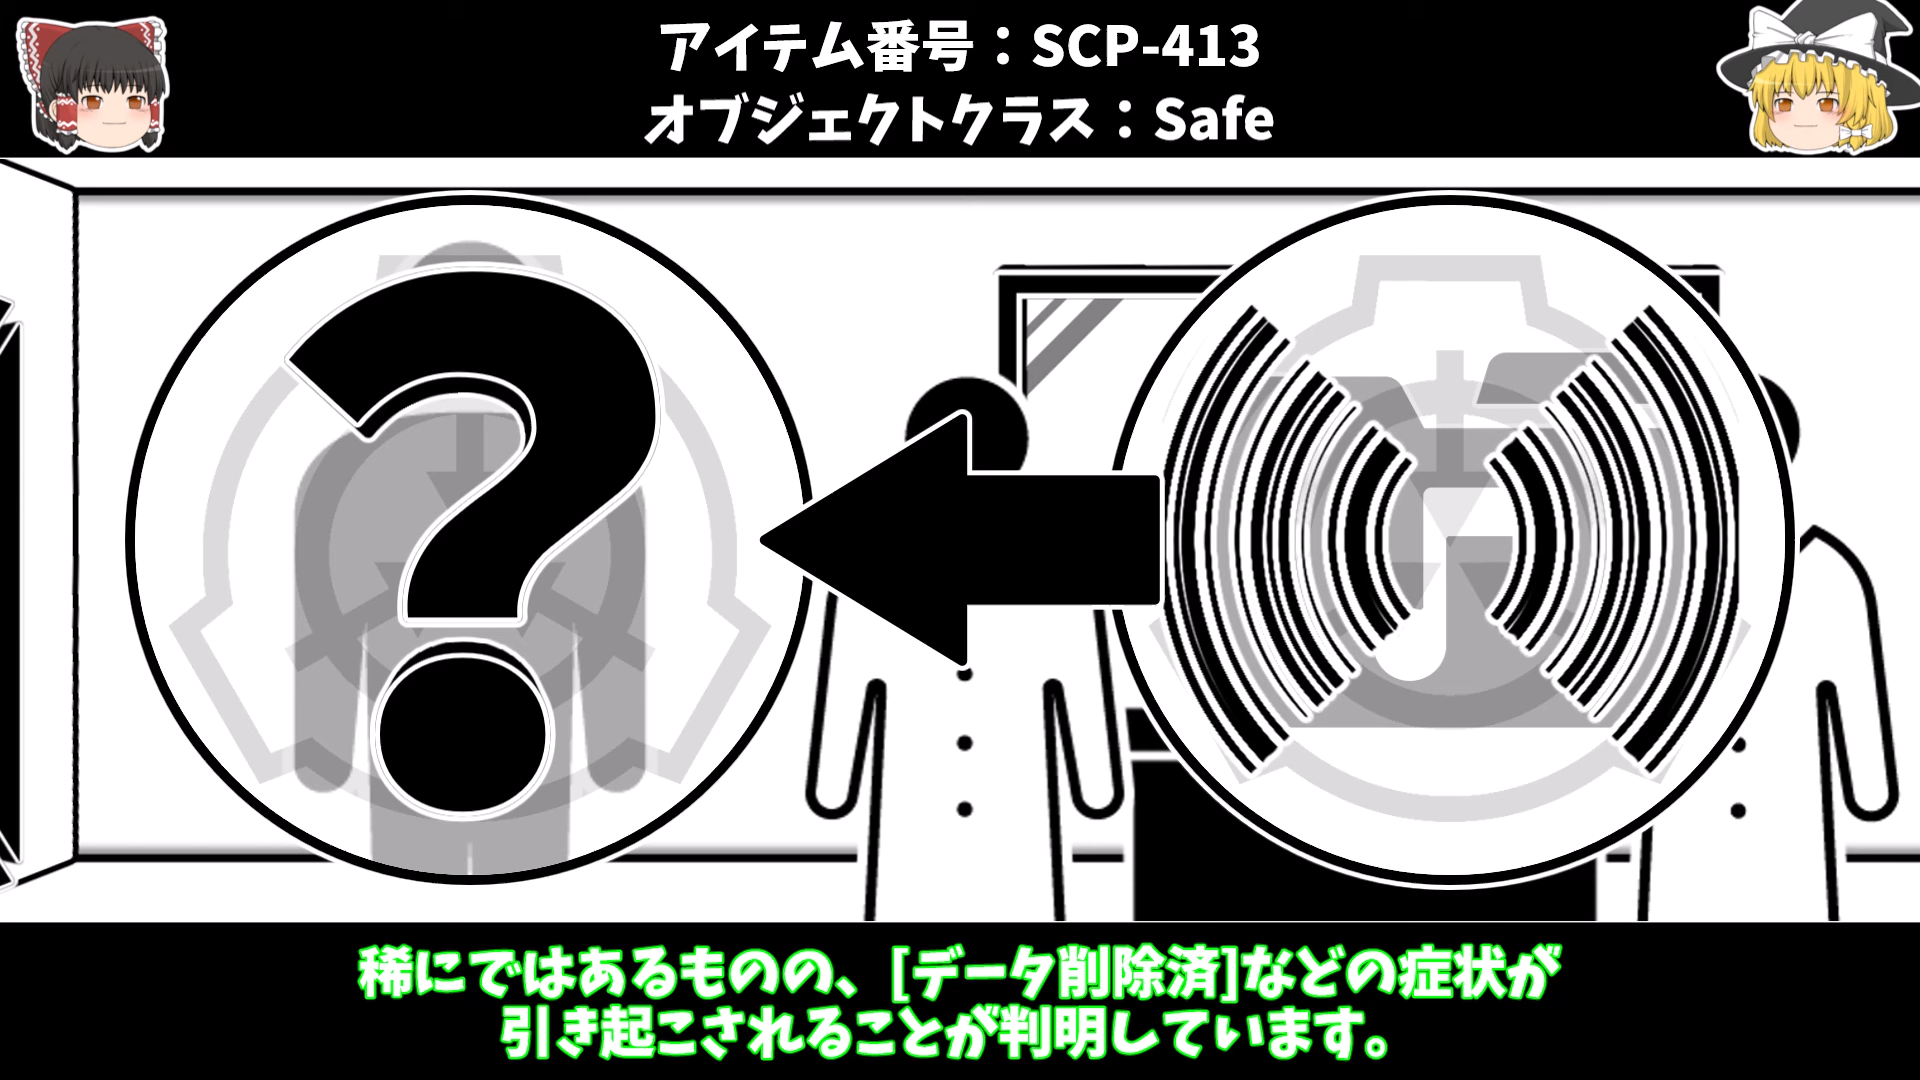 アイテム番号：SCP-413
オブジェクトクラス：Safe
?
稀にではあるものの、[データ削除済]などの症状が
引き起こされることが判明しています。